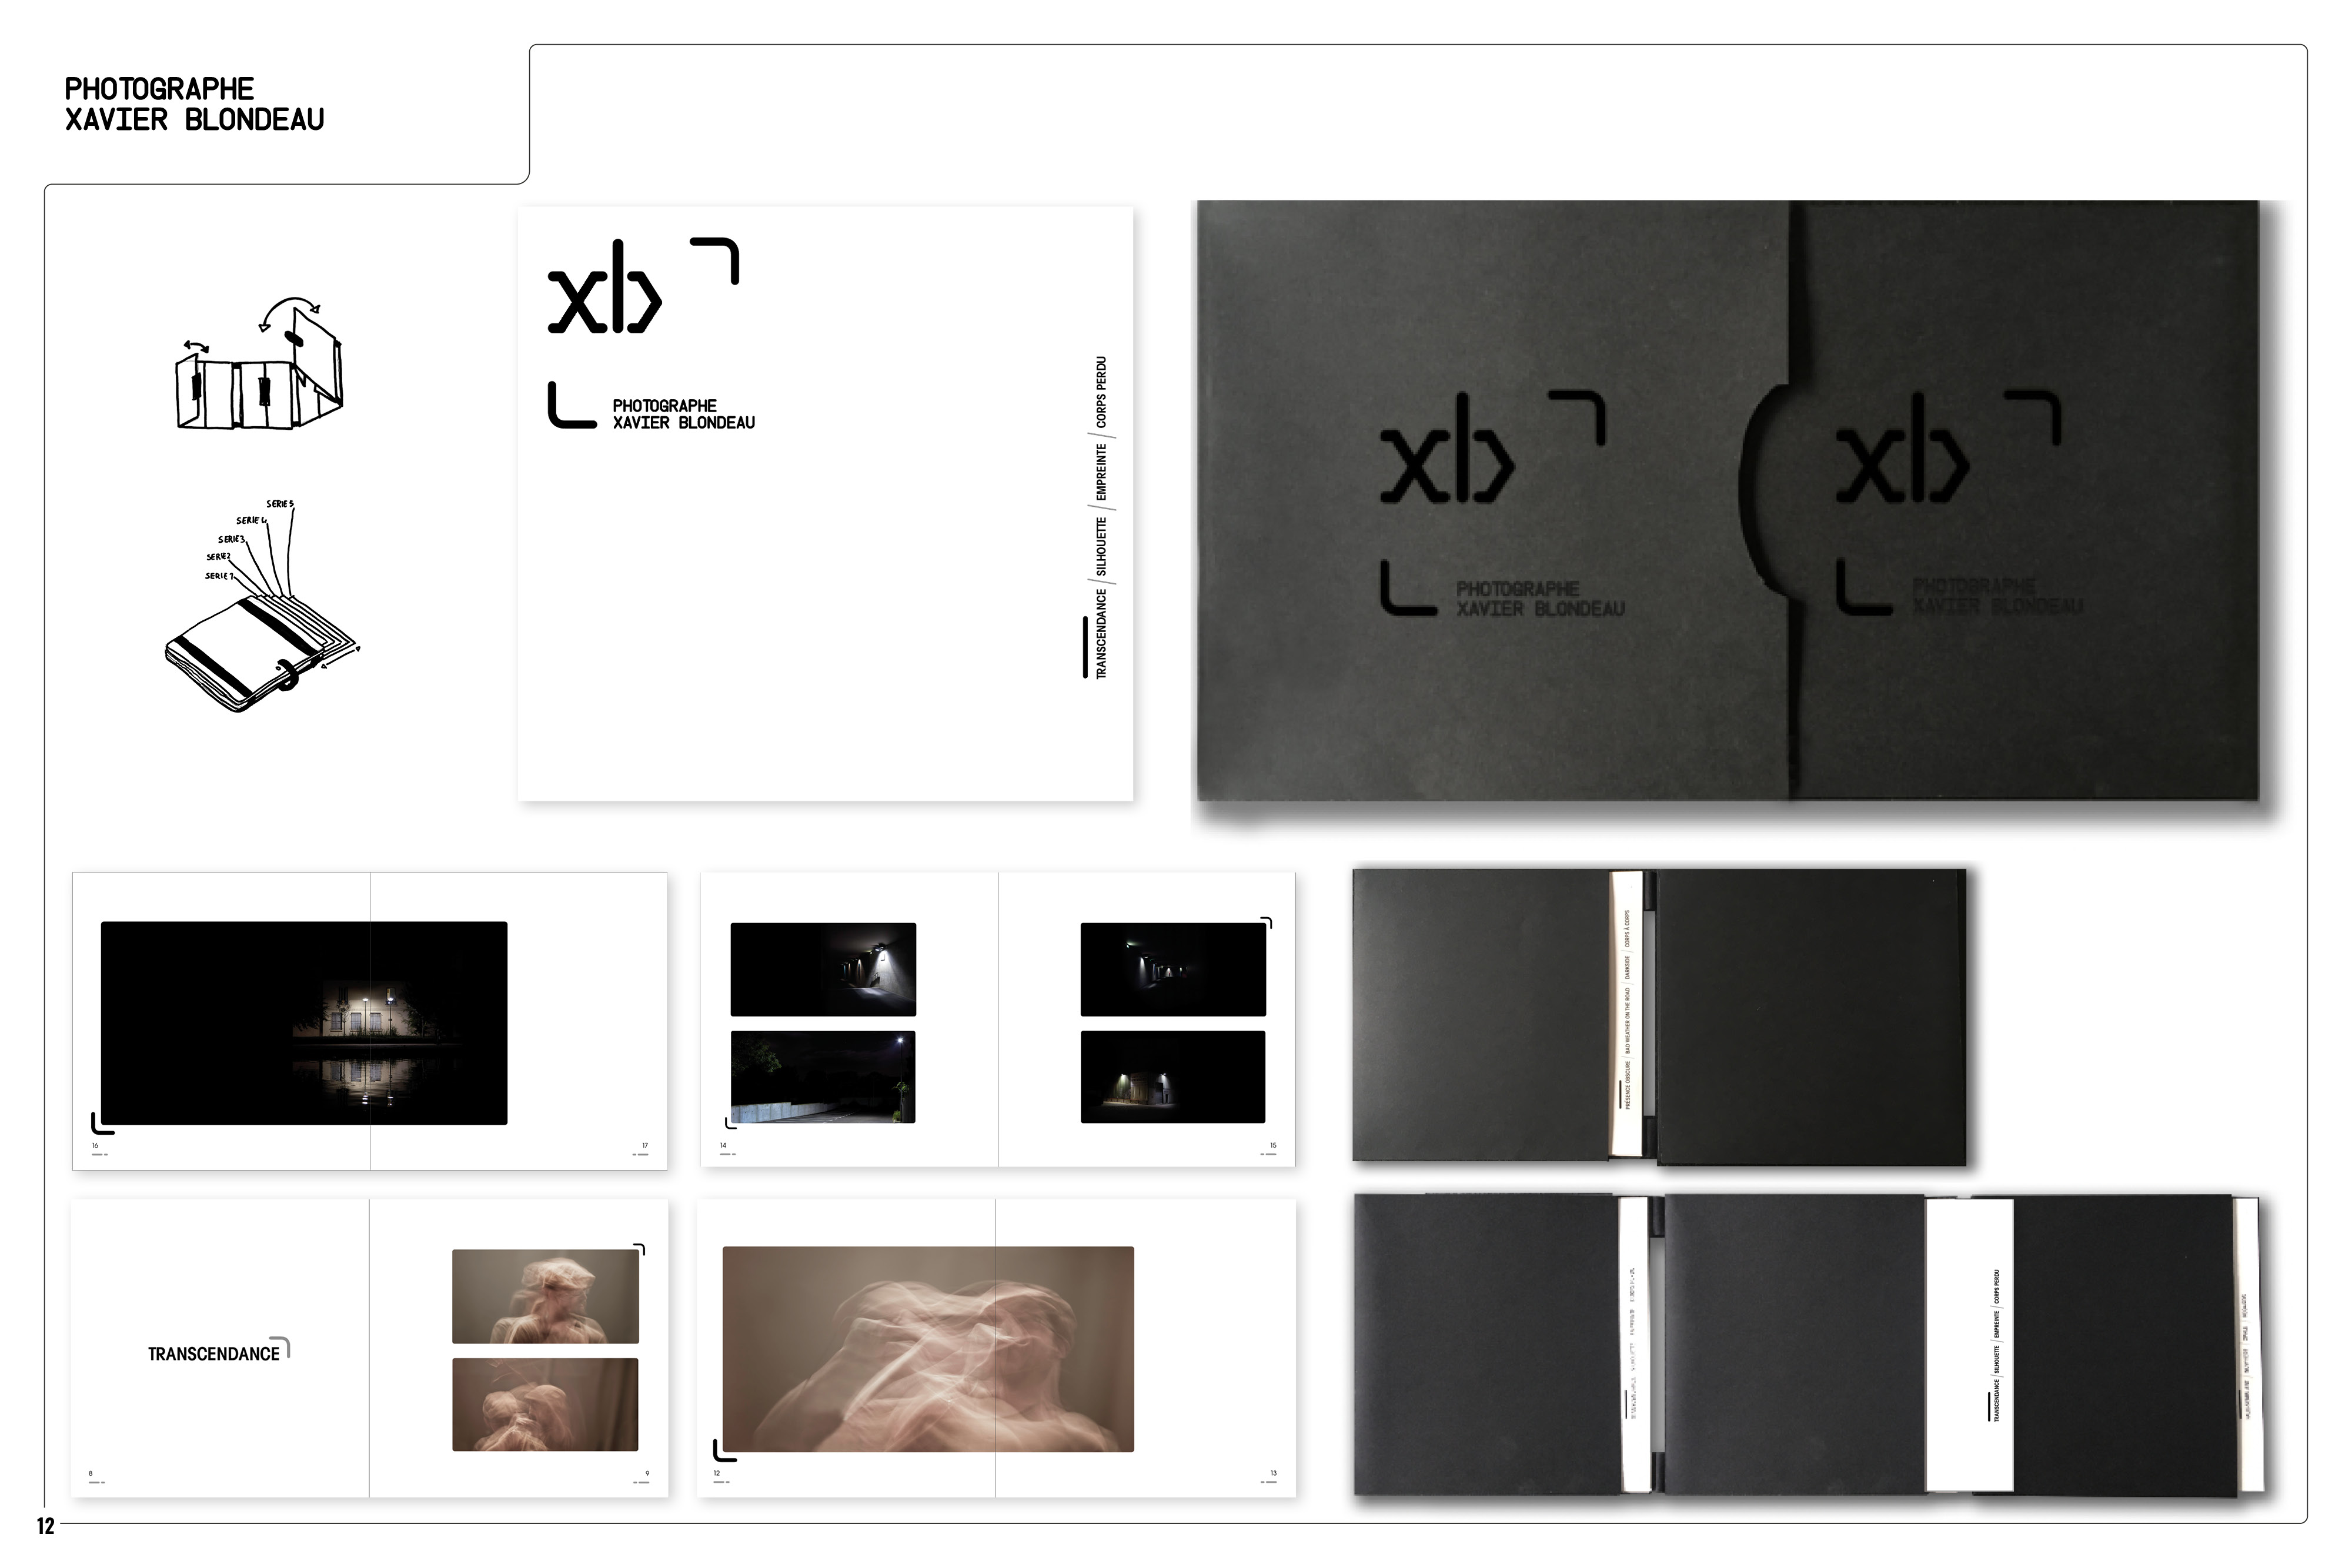 PHOTOGRAPHE
XAVIER BLONDEAU
SERIE 5
SERIE 4
SERIE 3
SERIE 2
SERIE 1
xb
PHOTOGRAPHE
XAVIER BLONDEAU
TRANSCENDANCE / SILHOUETTE / EMPREINTE / CORPS PERDU
xb
PHOTOGRAPHE
XAVIER BLONDEAU
xb
PHOTOGRAPHE
XAVIER BLONDEAU
16
17
14
15
PRÉSENCE OBSCURE / BAD WEATHER ON THE ROAD / DARKSIDE / CORPS À CORPS
TRANSCENDANCE
8
9
12
13
TRANSCENDANCE / SILHOUETTE / EMPREINTE / CORPS PERDU
12